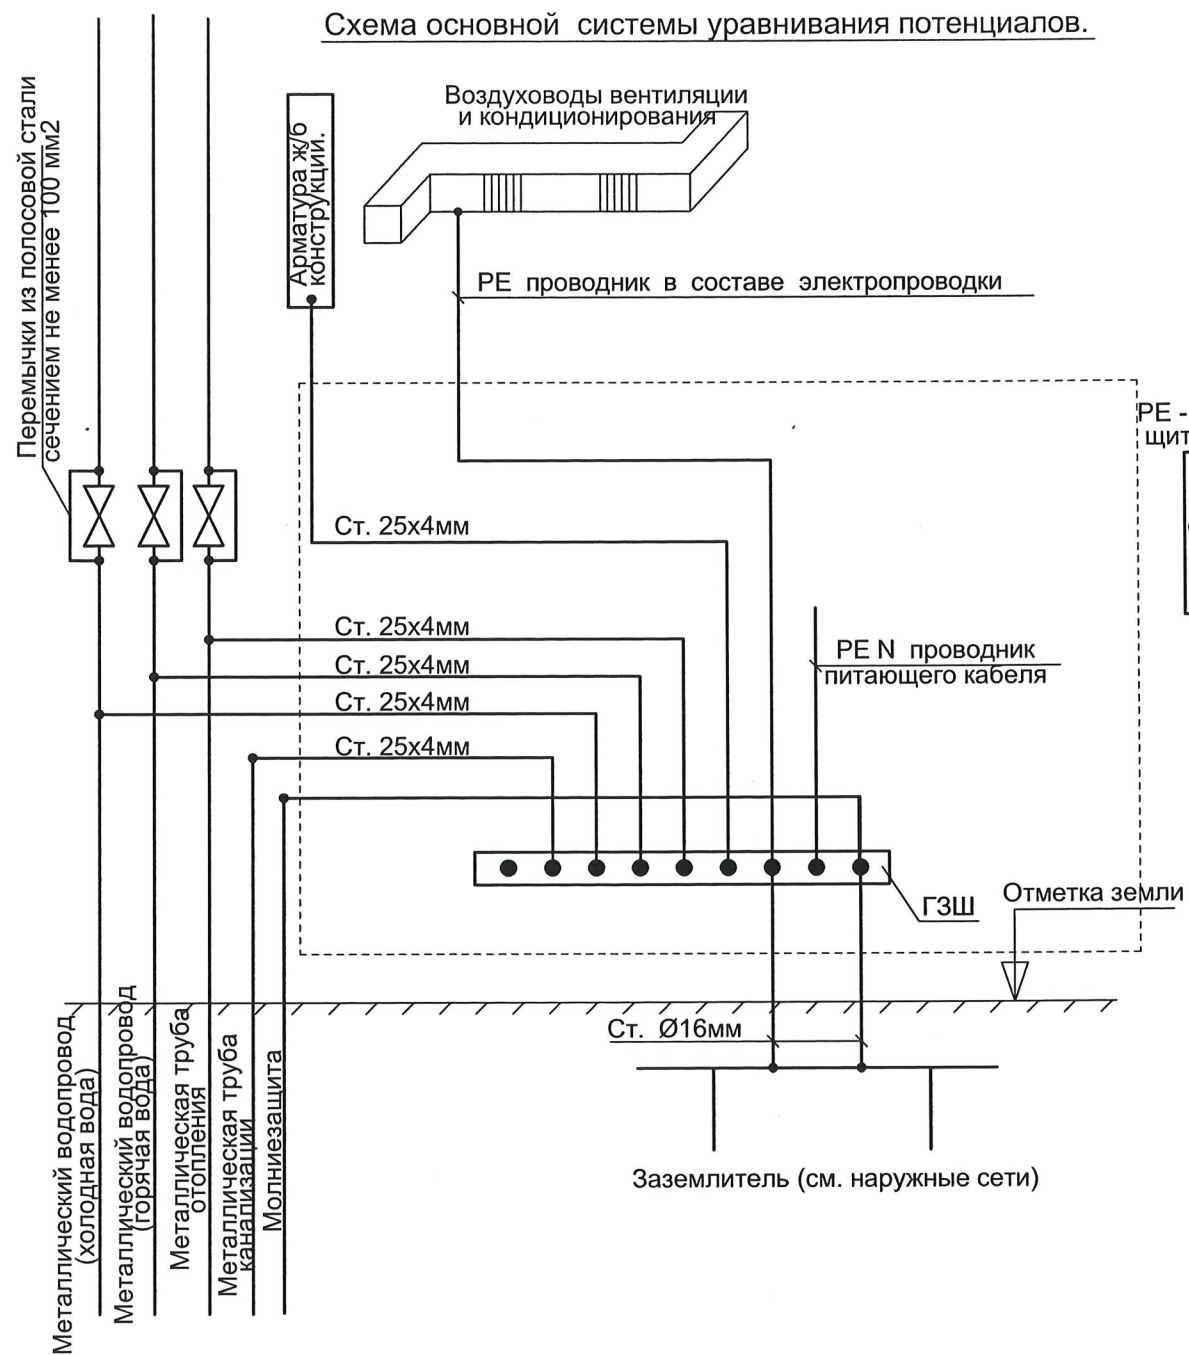 Схема основной системы уравнивания потенциалов.
Воздуховоды вентиляции
и кондиционирования
Перемычки из полосовой стали
сечением не менее 100 мм2
Арматура ж/б
конструкций.
PE проводник в составе электропроводки
PE -
щит
Ст. 25х4мм
Ст. 25х4мм
Ст. 25х4мм
Ст. 25х4мм
Ст. 25х4мм
PE N проводник
питающего кабеля
ГЗШ
Отметка земли
Ст. Ø16мм
Металлический водопровод
(холодная вода)
Металлический водопровод
(горячая вода)
Металлическая труба
отопления
Металлическая труба
канализации
Молниезащита
Заземлитель (см. наружные сети)